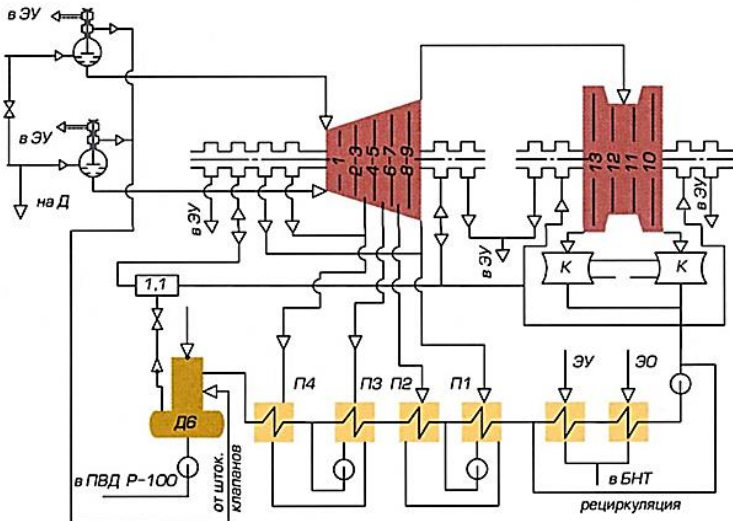 в ЭУ
в ЭУ
на Д
1
2-3
4-5
6-7
8-9
13
12
11
10
в ЭУ
в ЭУ
в ЭУ
К
К
1,1
П4
П3
П2
П1
ЭУ
ЭО
Д6
в ПВД Р-100
от шток.
клапанов
в БНТ
рециркуляция